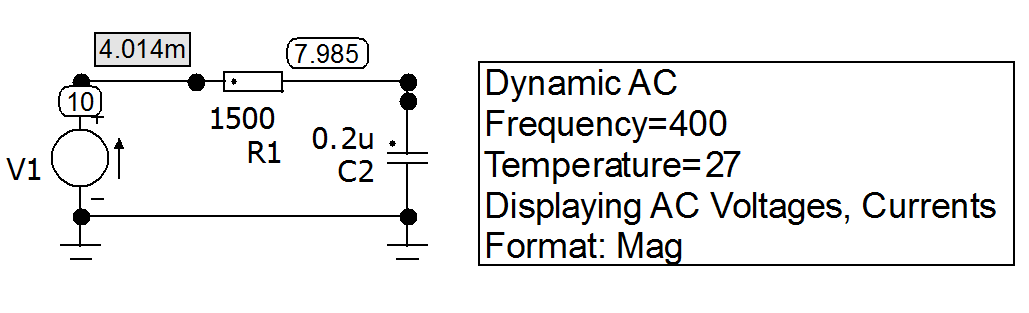 4.014m
7.985
10
+
1500
R1
0.2u
C2
V1
−
Dynamic AC
Frequency=400
Temperature=27
Displaying AC Voltages, Currents
Format: Mag